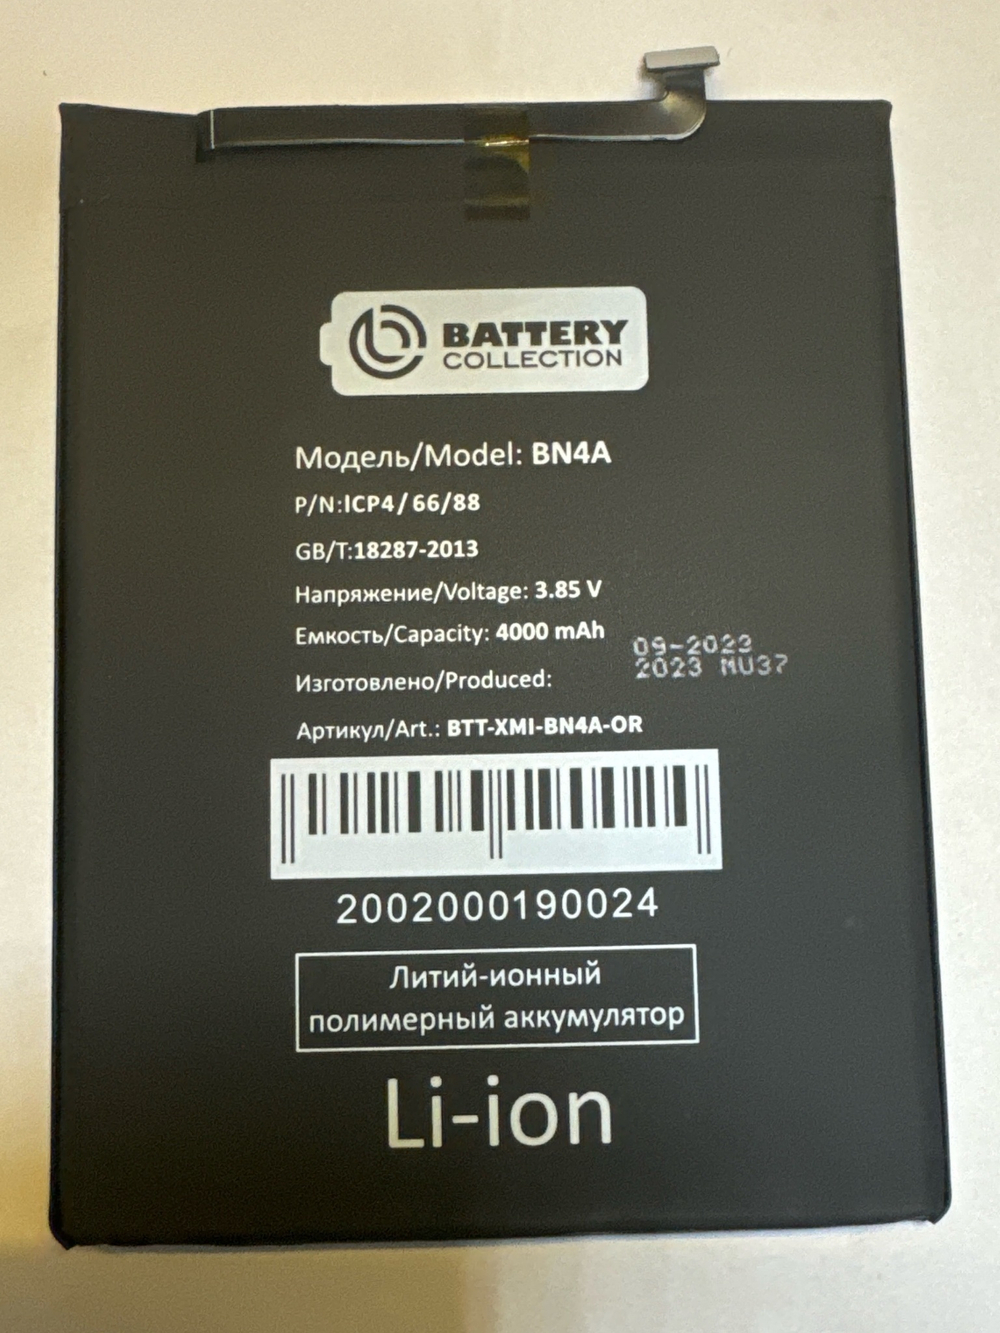 BATTERY
COLLECTION
Модель/Model: BN4A
P/N:ICP4/66/88
GB/T:18287-2013
Напряжение/Voltage: 3.85 V
Емкость/Capacity: 4000 mAh
Изготовлено/Produced:
09-2023
2023 MU37
Артикул/Art.: BTT-XMI-BN4A-OR
2002000190024
Литий-ионный
полимерный аккумулятор
Li-ion